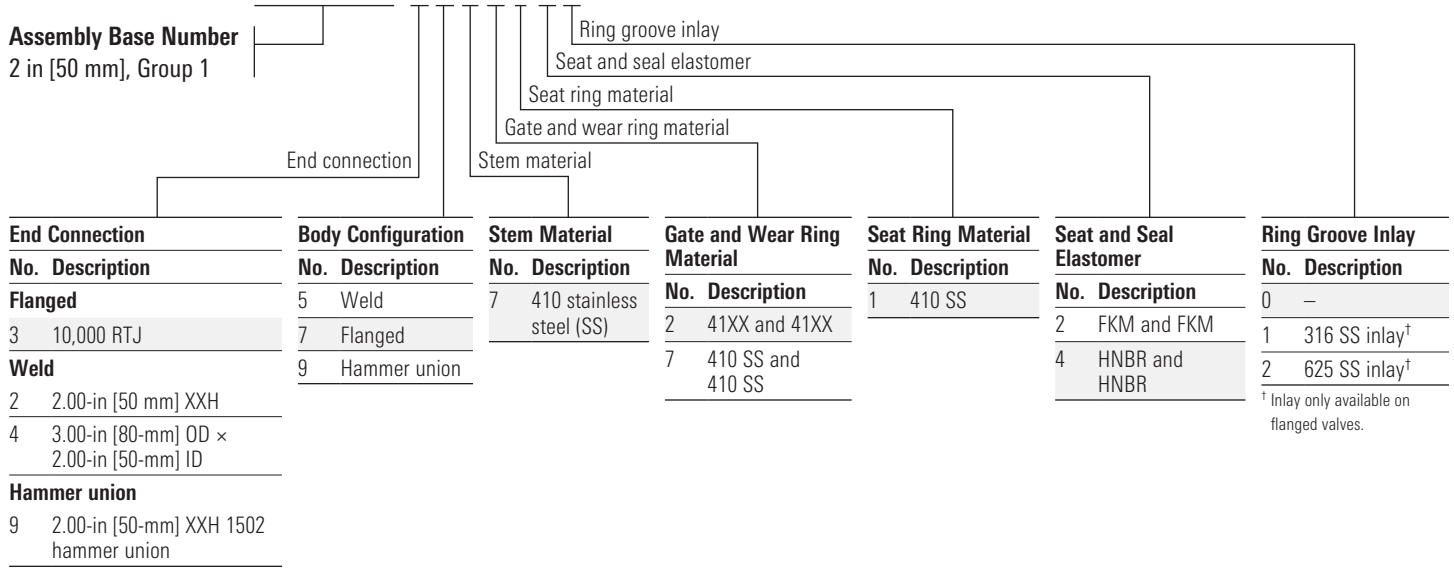 Assembly Base Number
2 in [50 mm], Group 1
Ring groove inlay
Seat and seal elastomer
Seat ring material
Gate and wear ring material
End connection
Stem material
End Connection
No. Description
Flanged
3 10,000 RTJ
Weld
2 2.00-in [50 mm] XXH
4 3.00-in [80-mm] OD ×
2.00-in [50-mm] ID
Hammer union
9 2.00-in [50-mm] XXH 1502
hammer union
Body Configuration
No. Description
5 Weld
7 Flanged
9 Hammer union
Stem Material
No. Description
7 410 stainless
steel (SS)
Gate and Wear Ring
Material
No. Description
2 41XX and 41XX
7 410 SS and
410 SS
Seat Ring Material
No. Description
1 410 SS
Seat and Seal
Elastomer
No. Description
2 FKM and FKM
4 HNBR and
HNBR
Ring Groove Inlay
No. Description
0 –
1 316 SS inlay†
2 625 SS inlay†
† Inlay only available on
flanged valves.